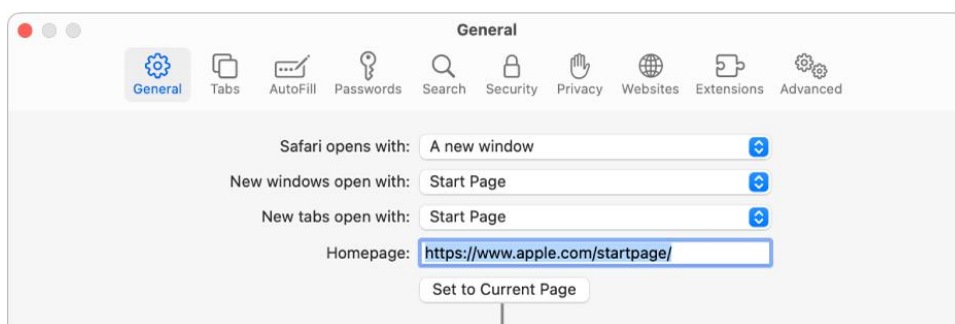 General
General Tabs AutoFill Passwords Search Security Privacy Websites Extensions Advanced
Safari opens with: A new window
New windows open with: Start Page
New tabs open with: Start Page
Homepage: https://www.apple.com/startpage/
Set to Current Page